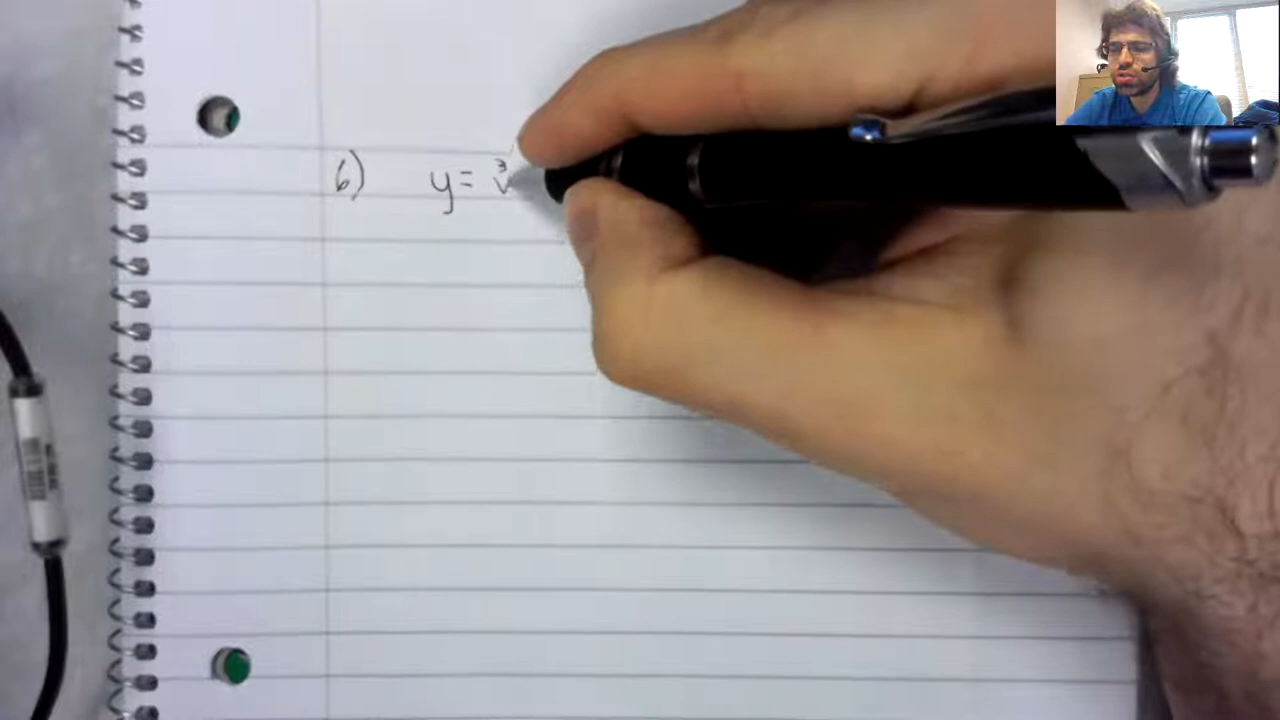 6) y = ∛